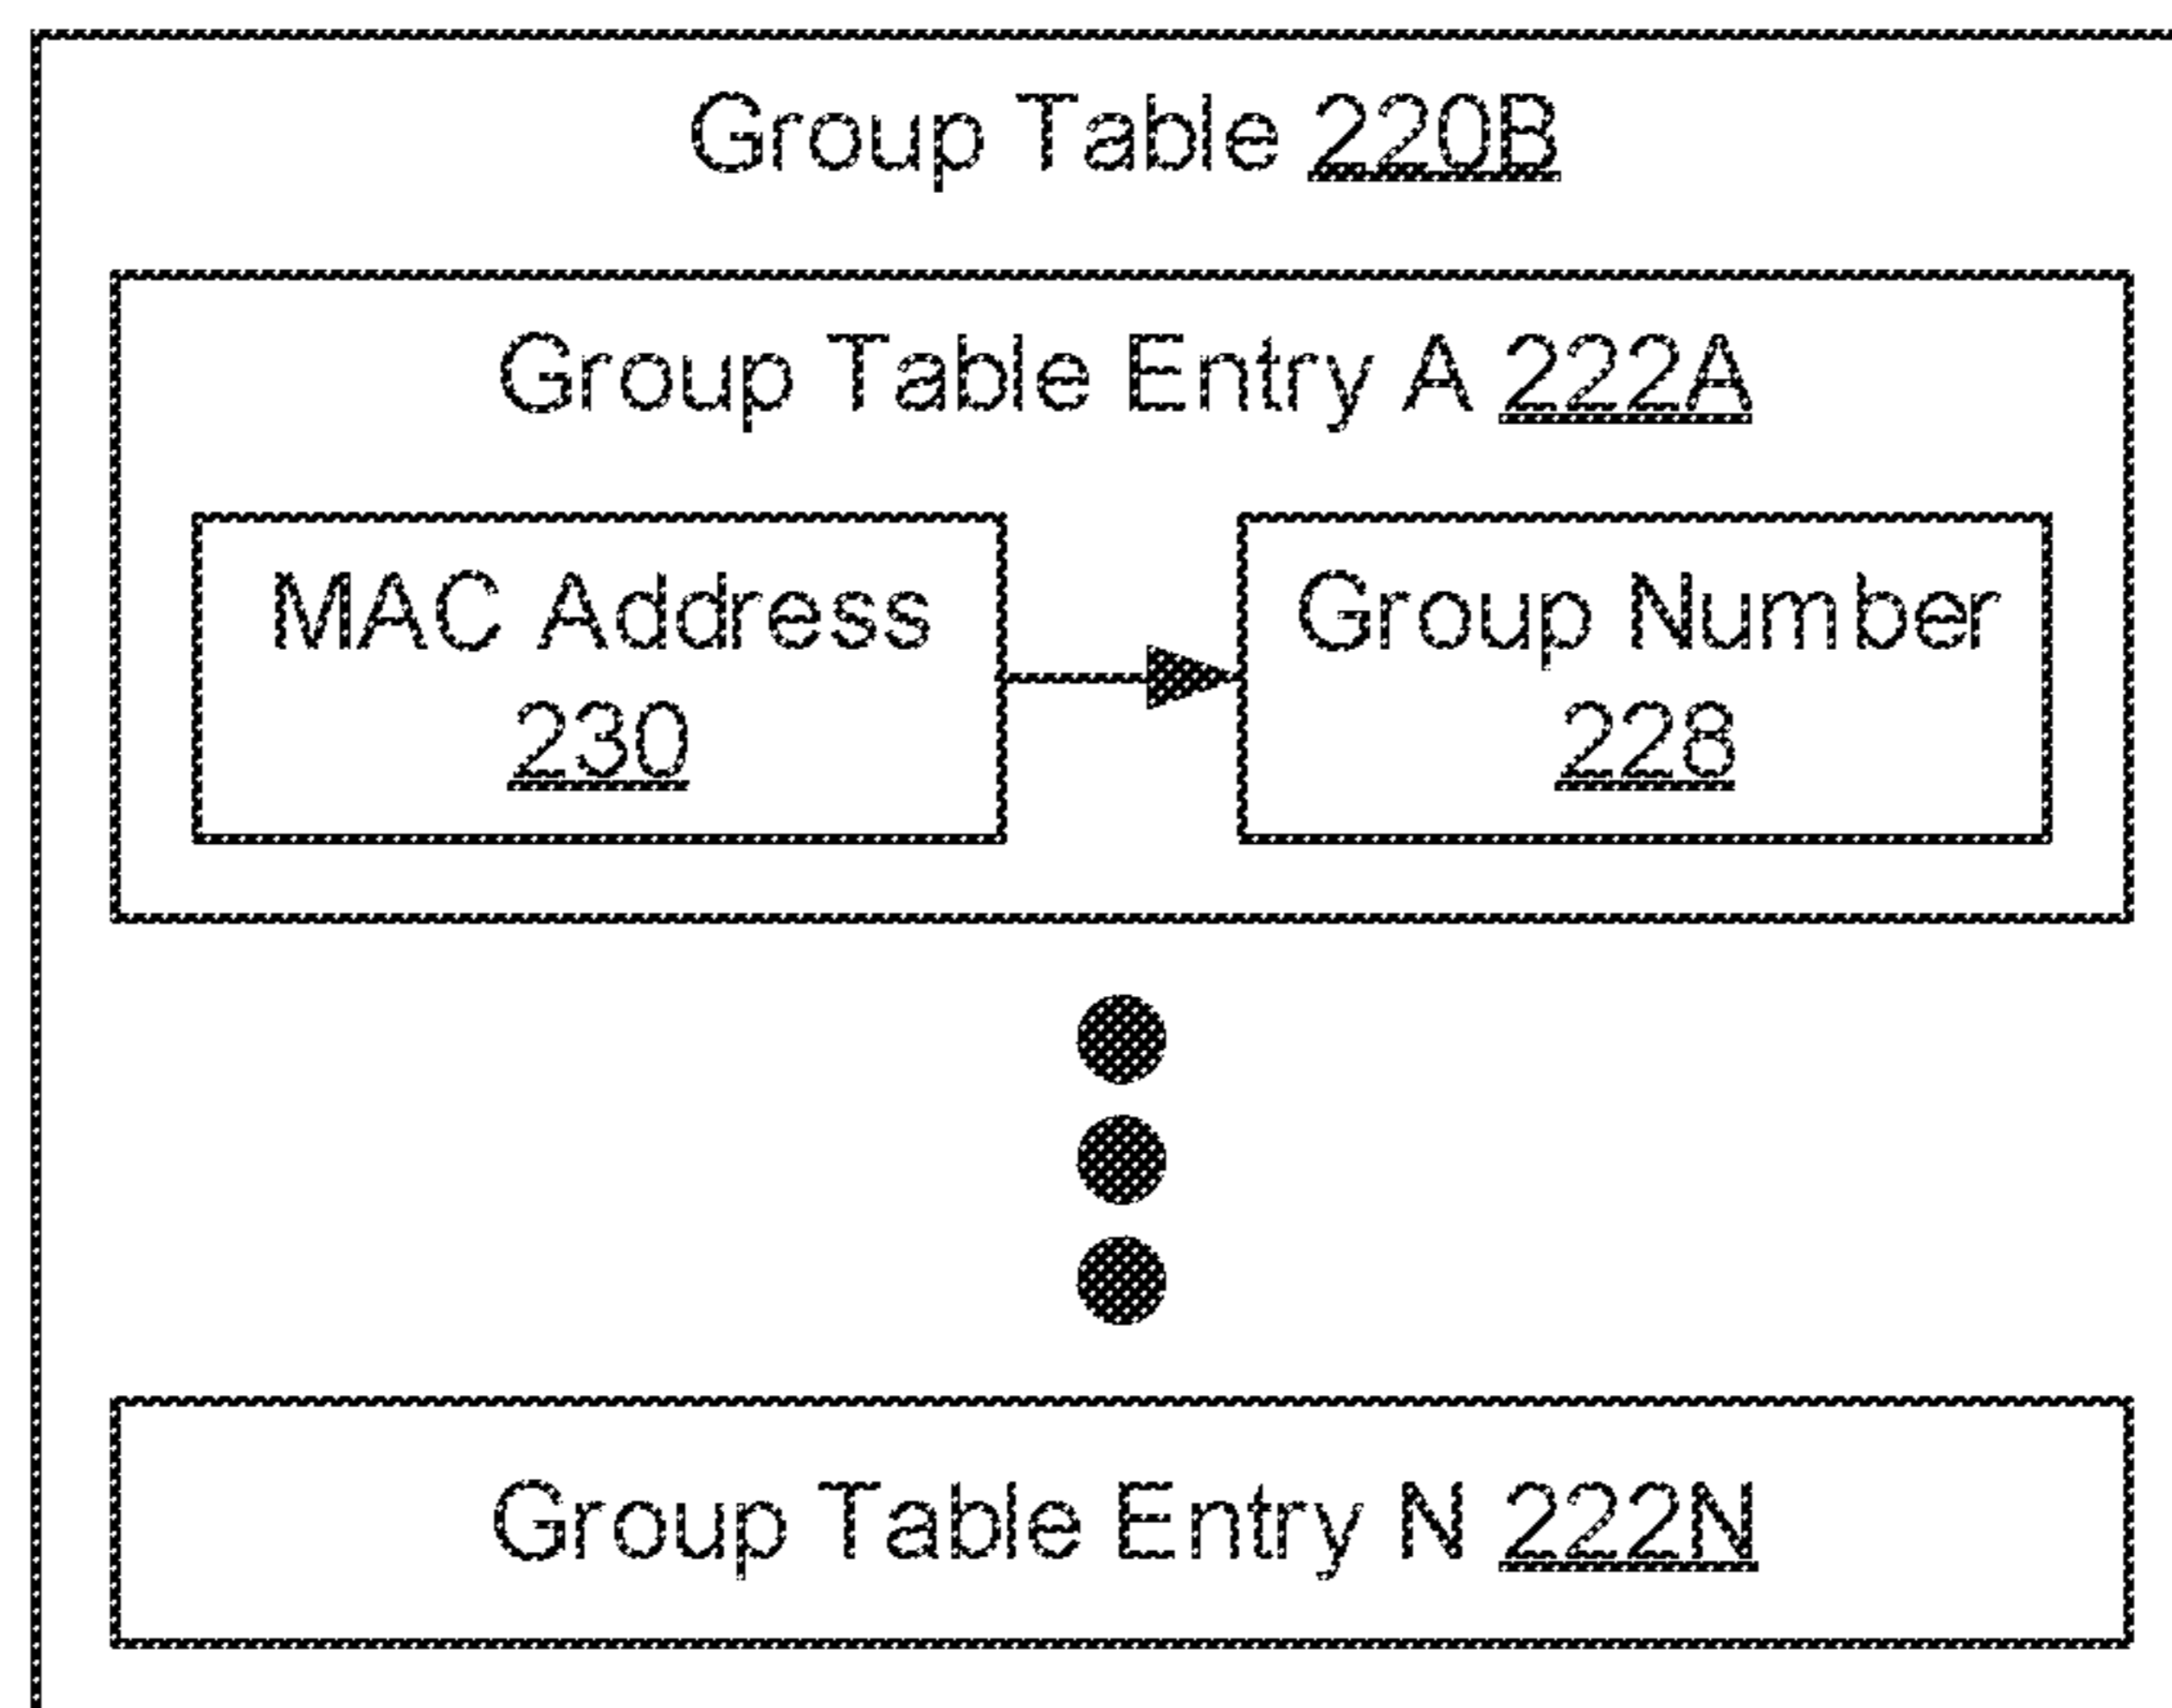 Group Table 220B
Group Table Entry A 222A
MAC Address
230
Group Number
228
Group Table Entry N 222N